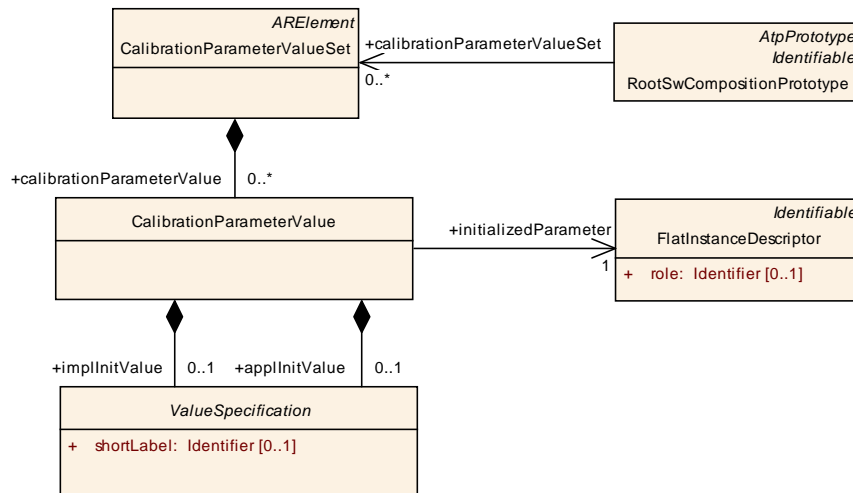 ARElement
CalibrationParameterValueSet
+calibrationParameterValueSet
0..*
AtpPrototype
Identifiable
RootSwCompositionPrototype
+calibrationParameterValue
0..*
CalibrationParameterValue
+initializedParameter
1
Identifiable
FlatInstanceDescriptor
+ role: Identifier [0..1]
+implInitValue
0..1
+applInitValue
0..1
ValueSpecification
+ shortLabel: Identifier [0..1]